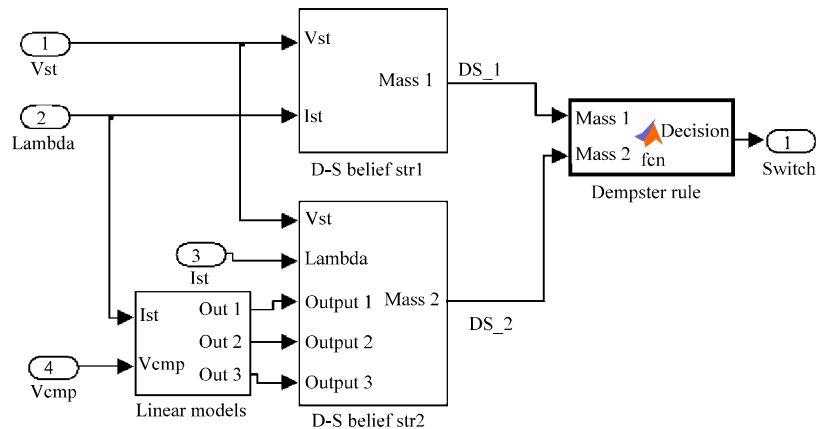 1
Vst
2
Lambda
Vst
Ist
Mass 1
D-S belief str1
DS_1
Mass 1
Mass 2
Decision
fcn
Dempster rule
1
Switch
3
Ist
4
Vcmp
Ist
Vcmp
Out 1
Out 2
Out 3
Linear models
Vst
Lambda
Output 1
Output 2
Output 3
Mass 2
D-S belief str2
DS_2